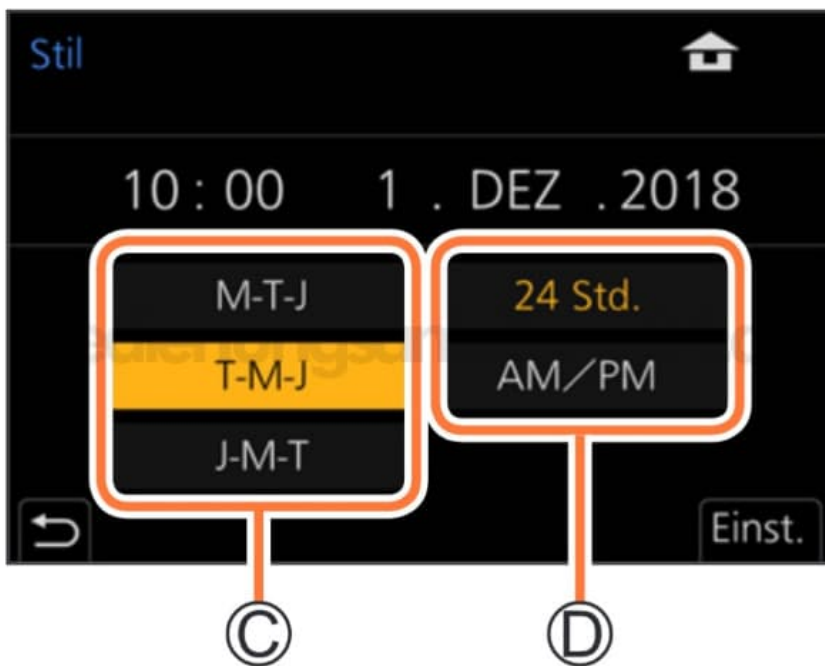 Stil
10 : 00 1 . DEZ . 2018
M-T-J 24 Std.
T-M-J AM/PM
J-M-T
Einst.
C D